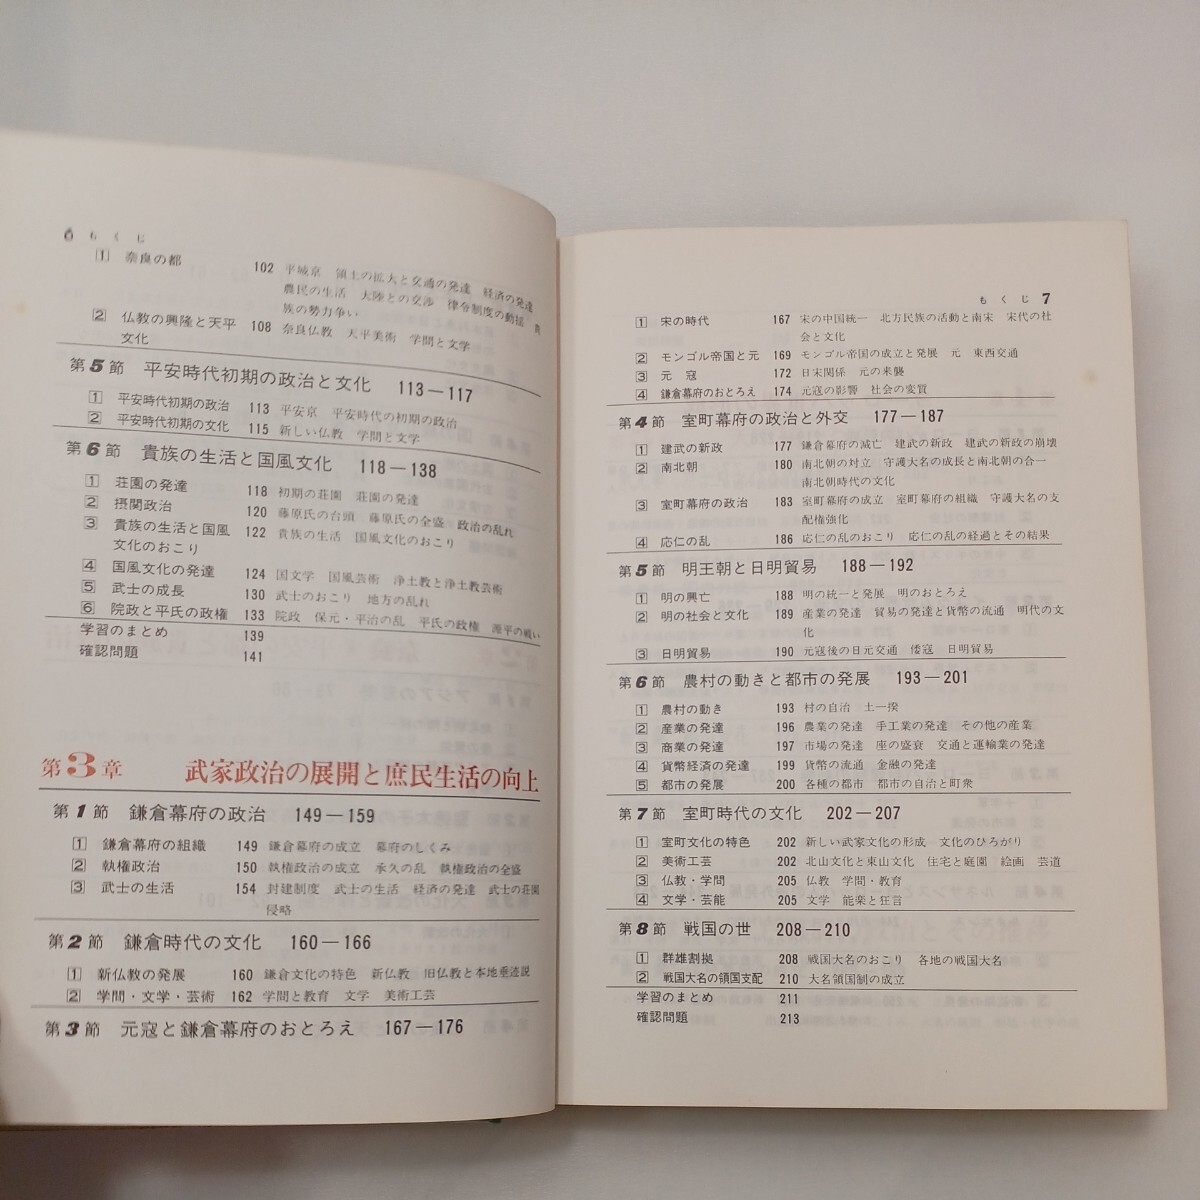 6 もくじ
1 奈良の都 102 平城京 領土の拡大と交通の発達 経済の発達
農民の生活 大陸との交渉 律令制度の動揺 貴
族の勢力争い
2 仏教の興隆と天平 108 奈良仏教 天平美術 学問と文学
文化
第5節 平安時代初期の政治と文化 113―117
1 平安時代初期の政治 113 平安京 平安時代の初期の政治
2 平安時代初期の文化 115 新しい仏教 学問と文学
第6節 貴族の生活と国風文化 118―138
1 荘園の発達 118 初期の荘園 荘園の発達
2 摂関政治 120 藤原氏の台頭 藤原氏の全盛 政治の乱れ
3 貴族の生活と国風 122 貴族の生活 国風文化のおこり
文化のおこり
4 国風文化の発達 124 国文学 国風芸術 浄土教と浄土教芸術
5 武士の成長 130 武士のおこり 地方の乱れ
6 院政と平氏の政権 133 院政 保元・平治の乱 平氏の政権 源平の戦い
学習のまとめ 139
確認問題 141
第3章 武家政治の展開と庶民生活の向上
第1節 鎌倉幕府の政治 149―159
1 鎌倉幕府の組織 149 鎌倉幕府の成立 幕府のしくみ
2 執権政治 150 執権政治の成立 承久の乱 執権政治の全盛
3 武士の生活 154 封建制度 武士の生活 経済の発達 武士の荘園
侵略
第2節 鎌倉時代の文化 160―166
1 新仏教の発展 160 鎌倉文化の特色 新仏教 旧仏教と本地垂迹説
2 学問・文学・芸術 162 学問と教育 文学 美術工芸
第3節 元寇と鎌倉幕府のおとろえ 167―176
もくじ 7
1 宋の時代 167 宋の中国統一 北方民族の活動と南宋 宋代の社
会と文化
2 モンゴル帝国と元 169 モンゴル帝国の成立と発展 元 東西交通
3 元 寇 172 日宋関係 元の来襲
4 鎌倉幕府のおとろえ 174 元寇の影響 社会の変質
第4節 室町幕府の政治と外交 177―187
1 建武の新政 177 鎌倉幕府の滅亡 建武の新政 建武の新政の崩壊
2 南北朝 180 南北朝の対立 守護大名の成長と南北朝の合一
南北朝時代の文化
3 室町幕府の政治 183 室町幕府の成立 室町幕府の組織 守護大名の支
配権強化
4 応仁の乱 186 応仁の乱のおこり 応仁の乱の経過とその結果
第5節 明王朝と日明貿易 188―192
1 明の興亡 188 明の統一と発展 明のおとろえ
2 明の社会と文化 189 産業の発達 貿易の発達と貨幣の流通 明代の文
化
3 日明貿易 190 元寇後の日元交通 倭寇 日明貿易
第6節 農村の動きと都市の発展 193―201
1 農村の動き 193 村の自治 土一揆
2 産業の発達 196 農業の発達 手工業の発達 その他の産業
3 商業の発達 197 市場の発達 座の盛衰 交通と運輸業の発達
4 貨幣経済の発達 199 貨幣の流通 金融の発達
5 都市の発展 200 各種の都市 都市の自治と町衆
第7節 室町時代の文化 202―207
1 室町文化の特色 202 新しい武家文化の形成 文化のひろがり
2 美術工芸 202 北山文化と東山文化 住宅と庭園 絵画 芸道
3 仏教・学問 205 仏教 学問・教育
4 文学・芸能 205 文学 能楽と狂言
第8節 戦国の世 208―210
1 群雄割拠 208 戦国大名のおこり 各地の戦国大名
2 戦国大名の領国支配 210 大名領国制の成立
学習のまとめ 211
確認問題 213